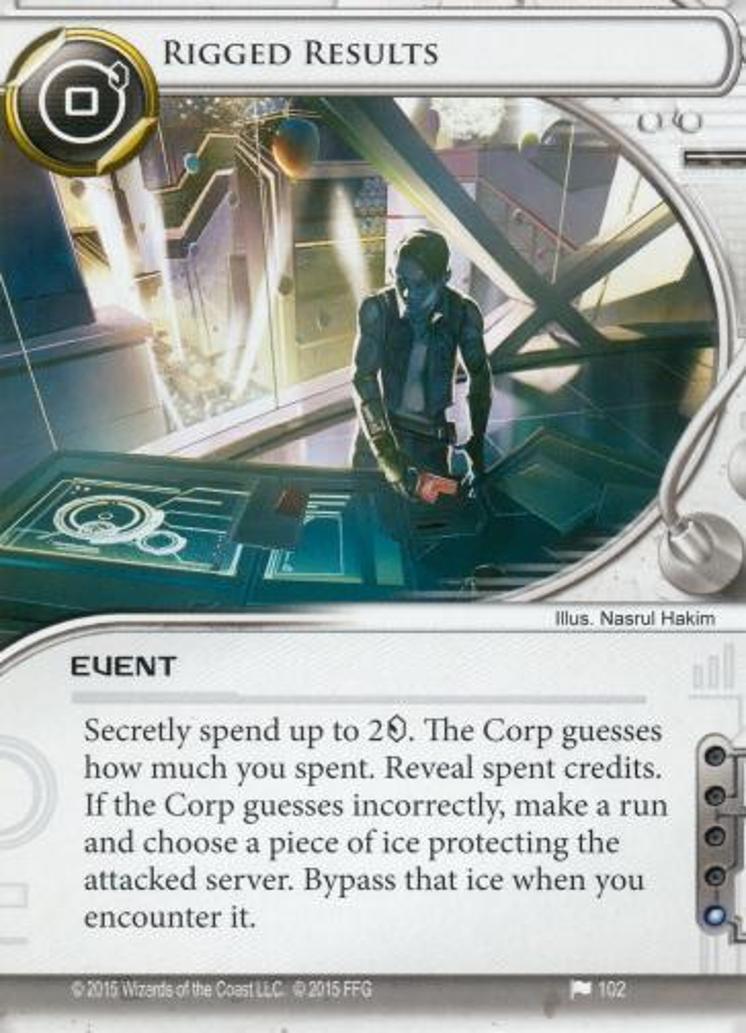 RIGGED RESULTS
Illus. Nasrul Hakim
EVENT
Secretly spend up to 2. The Corp guesses
how much you spent. Reveal spent credits.
If the Corp guesses incorrectly, make a run
and choose a piece of ice protecting the
attacked server. Bypass that ice when you
encounter it.
© 2015 Wizards of the Coast LLC. © 2015 FFG
102